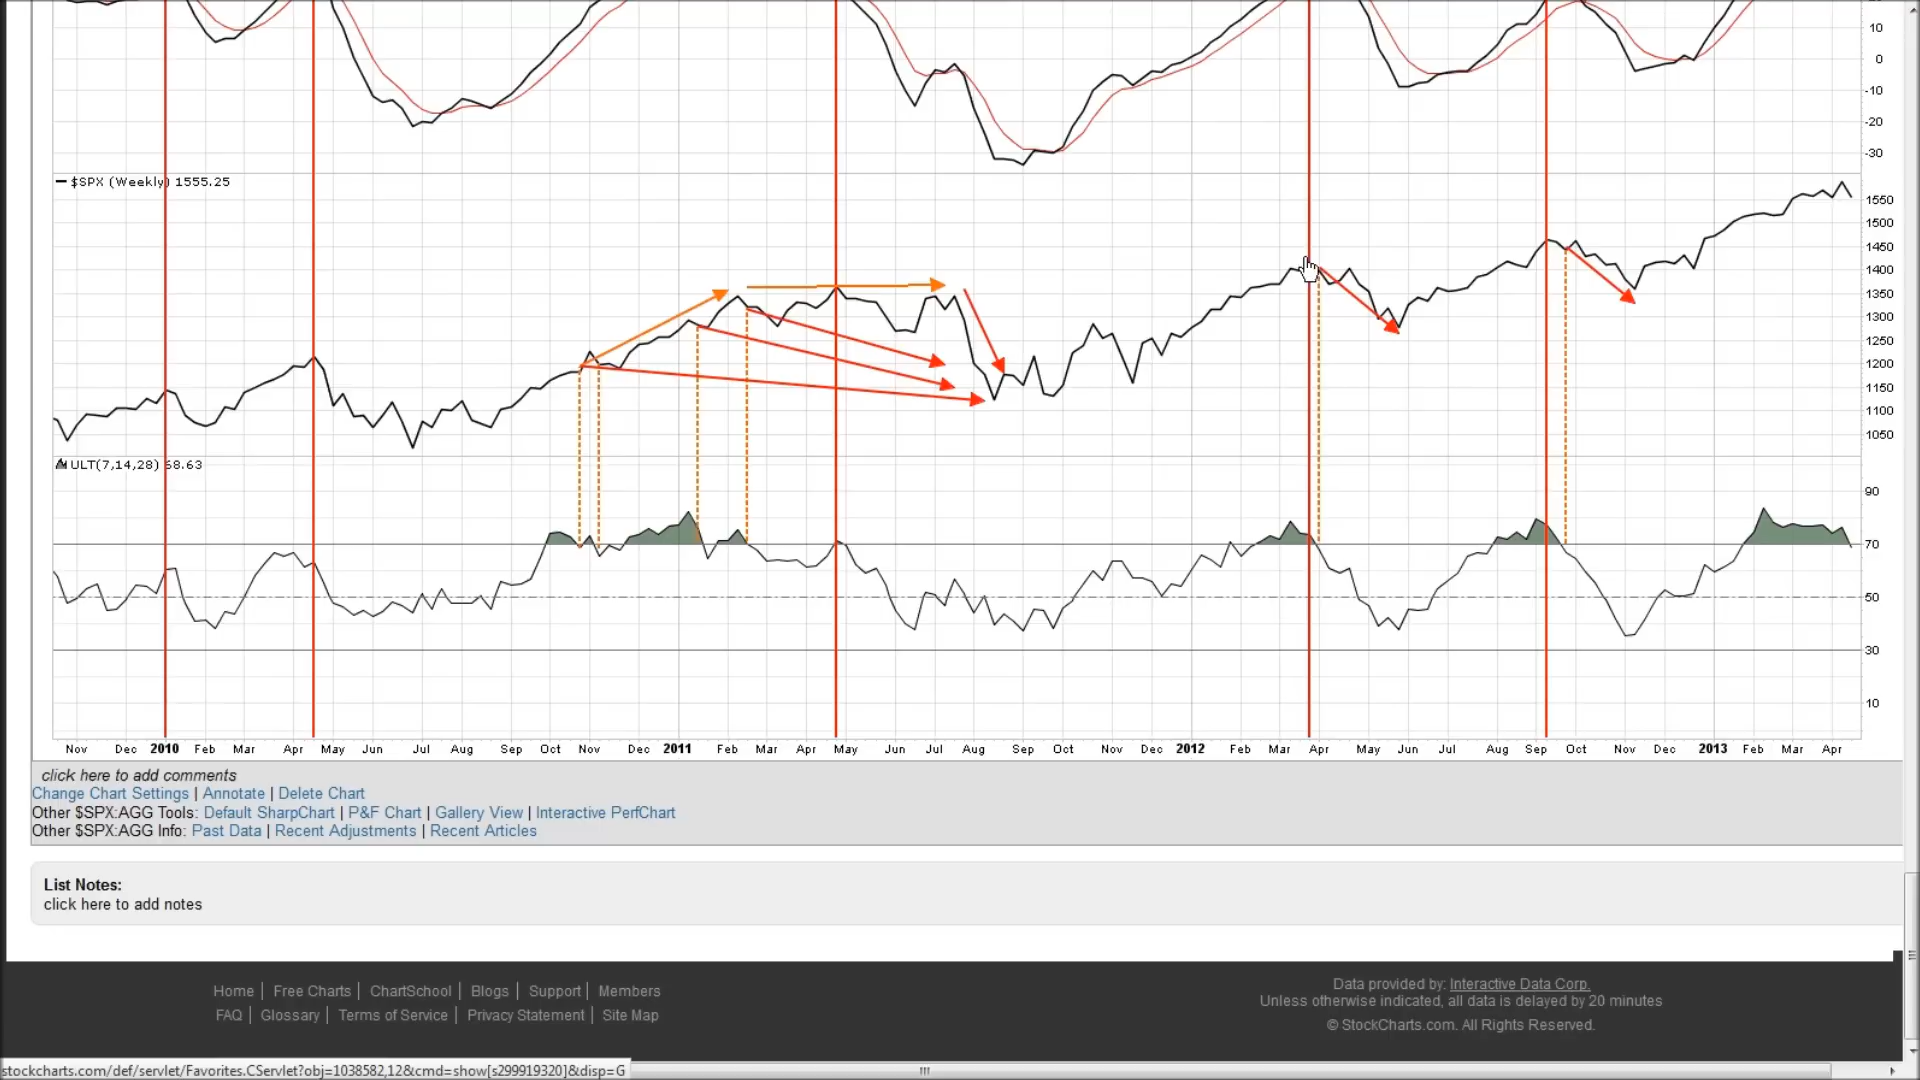 10
0
-10
-20
-30
$SPX (Weekly) 1555.25
1550
1500
1450
1400
1350
1300
1250
1200
1150
1100
1050
ULT(7,14,28) 68.63
90
70
50
30
10
Nov Dec 2010 Feb Mar Apr May Jun Jul Aug Sep Oct Nov Dec 2011 Feb Mar Apr May Jun Jul Aug Sep Oct Nov Dec 2012 Feb Mar Apr May Jun Jul Aug Sep Oct Nov Dec 2013 Feb Mar Apr
click here to add comments
Change Chart Settings | Annotate | Delete Chart
Other $SPX:AGG Tools: Default SharpChart | P&F Chart | Gallery View | Interactive PerfChart
Other $SPX:AGG Info: Past Data | Recent Adjustments | Recent Articles
List Notes:
click here to add notes
Home | Free Charts | ChartSchool | Blogs | Support | Members
FAQ | Glossary | Terms of Service | Privacy Statement | Site Map
Data provided by: Interactive Data Corp.
Unless otherwise indicated, all data is delayed by 20 minutes
© StockCharts.com. All Rights Reserved.
stockcharts.com/def/servlet/Favorites.CServlet?obj=1038582,12&cmd=show[s299919320]&disp=G